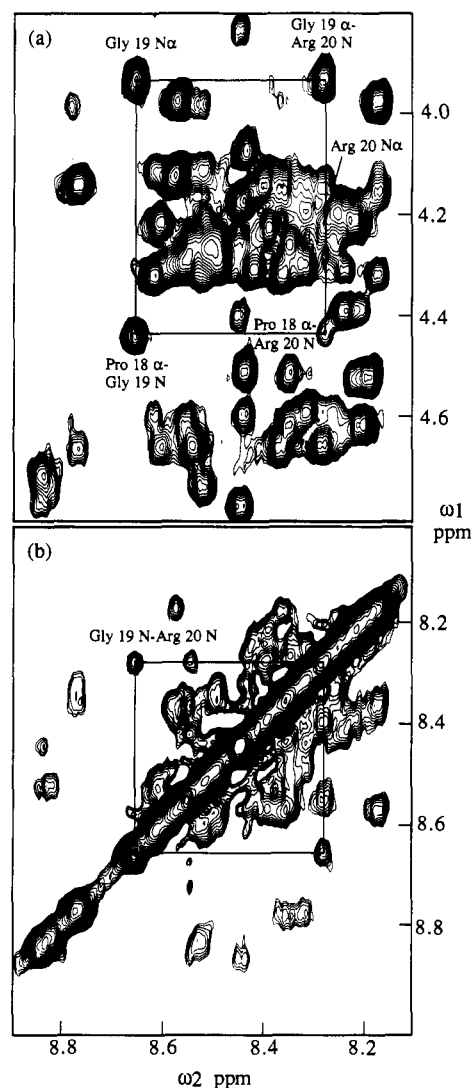 (a)
Gly 19 Nα
Gly 19 α-
Arg 20 N
4.0
Arg 20 Nα
4.2
4.4
Pro 18 α-
Gly 19 N
Pro 18 α-
Arg 20 N
4.6
ω1
ppm
(b)
8.2
Gly 19 N-Arg 20 N
8.4
8.6
8.8
8.8
8.6
8.4
8.2
ω2 ppm